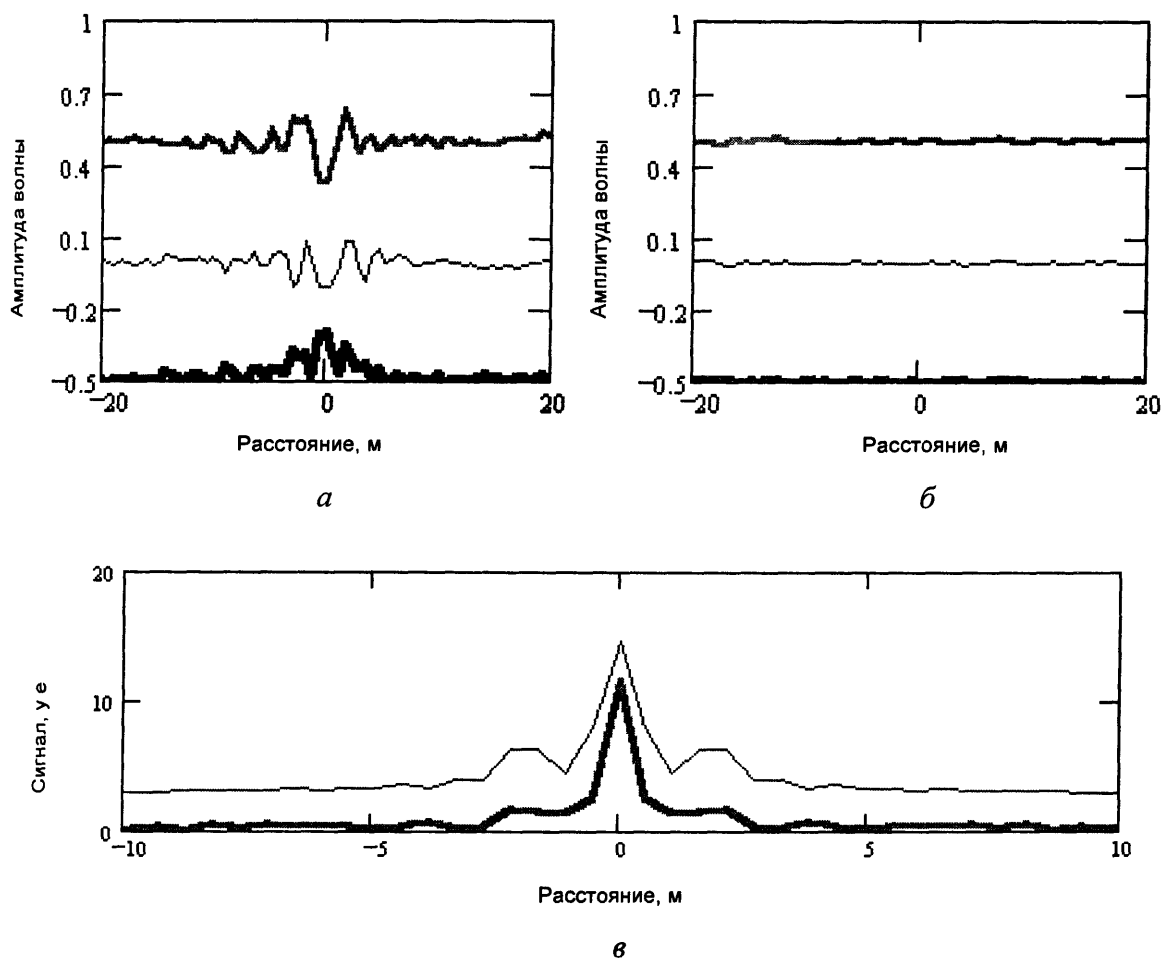 1
0.7
0.4
0.1
−0.2
−0.5
−20
0
20
Амплитуда волны
Расстояние, м
а
1
0.7
0.4
0.1
−0.2
−0.5
−20
0
20
Амплитуда волны
Расстояние, м
б
20
10
0
−10
−5
0
5
10
Сигнал, у е
Расстояние, м
в